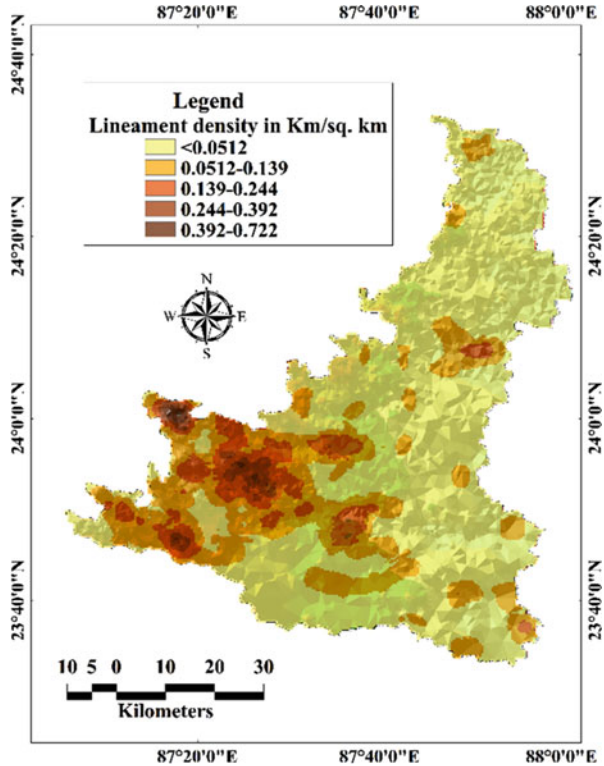 87°20'0"E 87°40'0"E 88°0'0"E
24°40'0"N
24°40'0"N
Legend
Lineament density in Km/sq. km
<0.0512
0.0512-0.139
0.139-0.244
0.244-0.392
0.392-0.722
24°20'0"N
24°20'0"N
N
W E
S
24°0'0"N
24°0'0"N
23°40'0"N
23°40'0"N
10 5 0 10 20 30
Kilometers
87°20'0"E 87°40'0"E 88°0'0"E